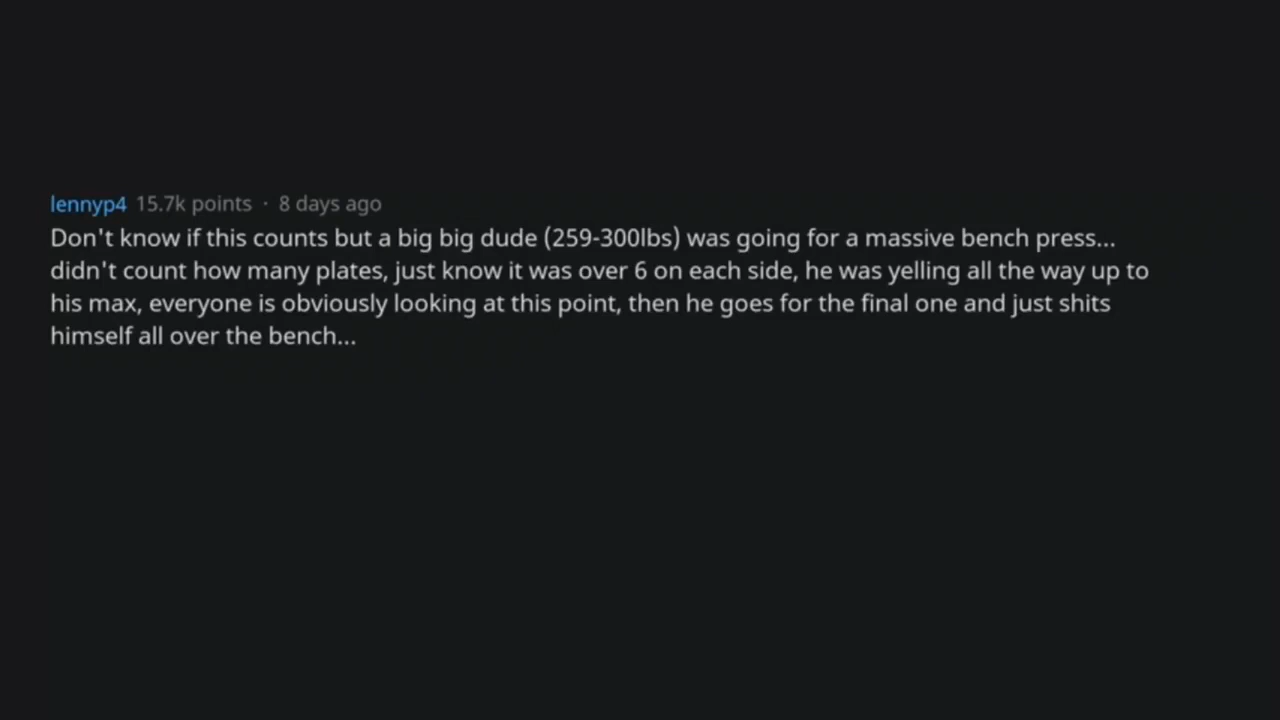 lennyp4 15.7k points · 8 days ago
Don't know if this counts but a big big dude (259-300lbs) was going for a massive bench press...
didn't count how many plates, just know it was over 6 on each side, he was yelling all the way up to
his max, everyone is obviously looking at this point, then he goes for the final one and just shits
himself all over the bench...